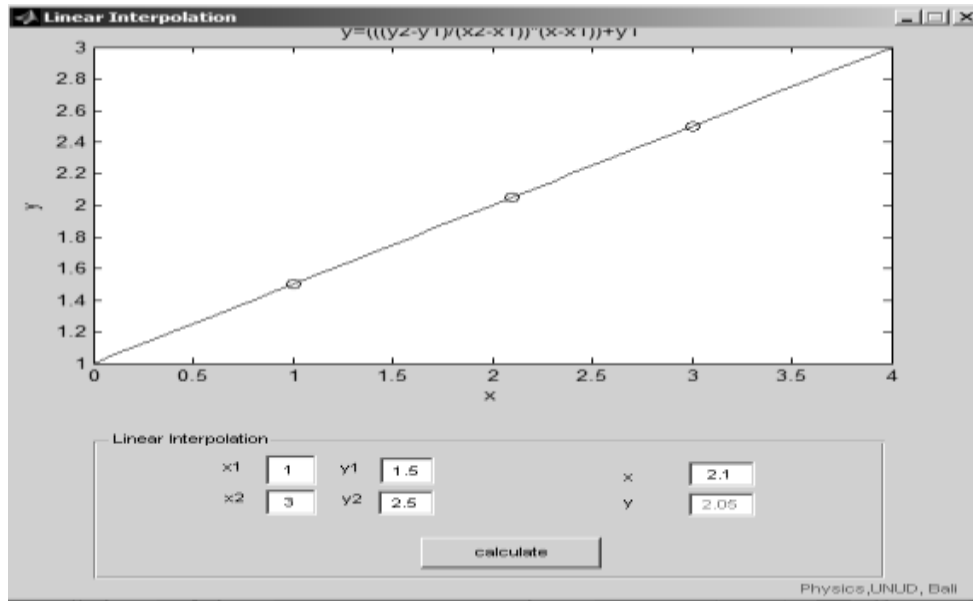 Linear Interpolation
y=(((y2-y1)/(x2-x1))*(x-x1))+y1
3
2.8
2.6
2.4
2.2
2
1.8
1.6
1.4
1.2
1
y
0 0.5 1 1.5 2 2.5 3 3.5 4
x
Linear Interpolation
x1 1 y1 1.5 x 2.1
x2 3 y2 2.5 y 2.05
calculate
Physics,UNUD, Bali